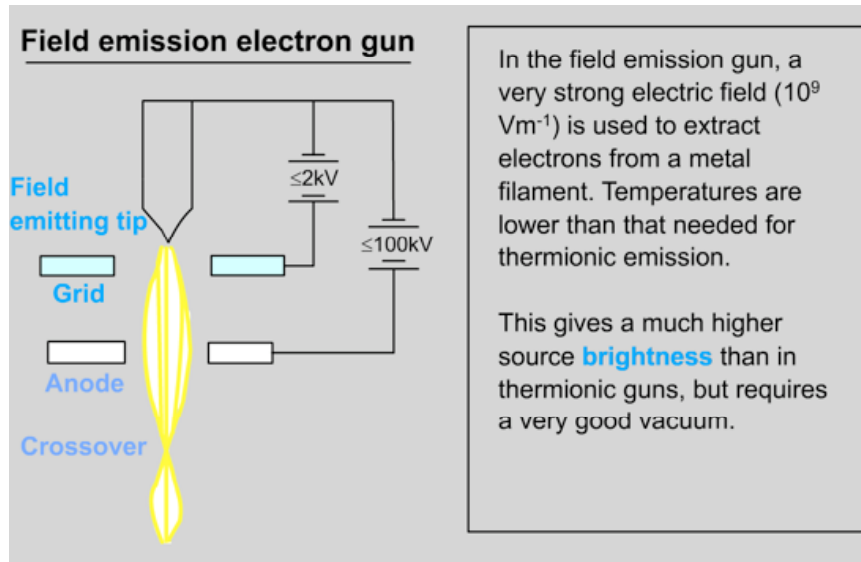 Field emission electron gun
≤2kV
Field
emitting tip
≤100kV
Grid
Anode
Crossover
In the field emission gun, a
very strong electric field (10⁹
Vm⁻¹) is used to extract
electrons from a metal
filament. Temperatures are
lower than that needed for
thermionic emission.
This gives a much higher
source brightness than in
thermionic guns, but requires
a very good vacuum.